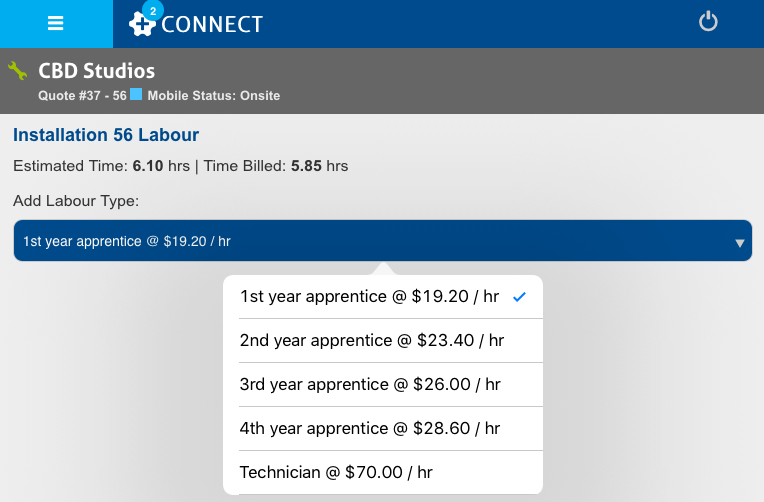 2
CONNECT
CBD Studios
Quote #37 - 56 Mobile Status: Onsite
Installation 56 Labour
Estimated Time: 6.10 hrs | Time Billed: 5.85 hrs
Add Labour Type:
1st year apprentice @ $19.20 / hr
1st year apprentice @ $19.20 / hr
2nd year apprentice @ $23.40 / hr
3rd year apprentice @ $26.00 / hr
4th year apprentice @ $28.60 / hr
Technician @ $70.00 / hr